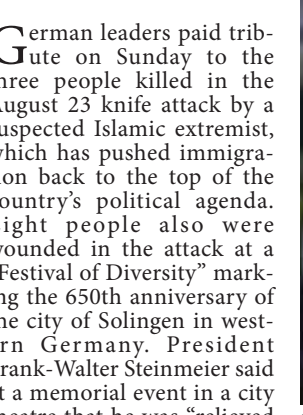 German leaders paid trib-
ute on Sunday to the
hree people killed in the
ugust 23 knife attack by a
uspected Islamic extremist,
which has pushed immigra-
ion back to the top of the
ountry’s political agenda.
ight people also were
wounded in the attack at a
Festival of Diversity” mark-
ng the 650th anniversary of
he city of Solingen in west-
rn Germany. President
rank-Walter Steinmeier said
t a memorial event in a city
heatre that he was “relieved